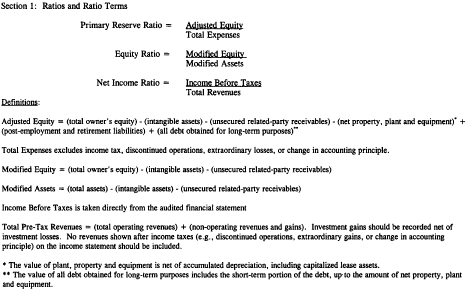 Section 1: Ratios and Ratio Terms
Primary Reserve Ratio = Adjusted Equity
Total Expenses
Equity Ratio = Modified Equity
Modified Assets
Net Income Ratio = Income Before Taxes
Total Revenues
Definitions:
Adjusted Equity = (total owner's equity) - (intangible assets) - (unsecured related-party receivables) - (net property, plant and equipment)* +
(post-employment and retirement liabilities) + (all debt obtained for long-term purposes)**
Total Expenses excludes income tax, discontinued operations, extraordinary losses, or change in accounting principle.
Modified Equity = (total owner's equity) - (intangible assets) - (unsecured related-party receivables)
Modified Assets = (total assets) - (intangible assets) - (unsecured related-party receivables)
Income Before Taxes is taken directly from the audited financial statement
Total Pre-Tax Revenues = (total operating revenues) + (non-operating revenues and gains). Investment gains should be recorded net of
investment losses. No revenues shown after income taxes (e.g., discontinued operations, extraordinary gains, or change in accounting
principle) on the income statement should be included.
* The value of plant, property and equipment is net of accumulated depreciation, including capitalized lease assets.
** The value of all debt obtained for long-term purposes includes the short-term portion of the debt, up to the amount of net property, plant
and equipment.